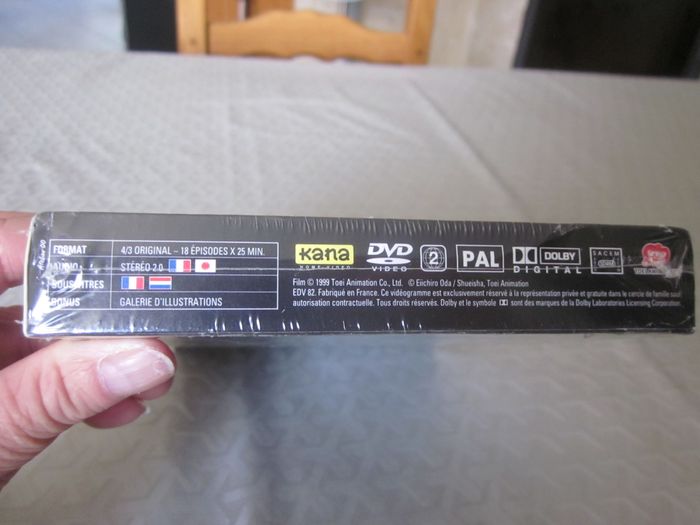 FORMAT 4/3 ORIGINAL – 18 ÉPISODES X 25 MIN.
AUDIO STÉRÉO 2.0
SOUS-TITRES
BONUS GALERIE D'ILLUSTRATIONS
KANA
HOME VIDEO
DVD
VIDEO
2
PAL
DOLBY
DIGITAL
SACEM
Film © 1999 Toei Animation Co., Ltd. © Eiichiro Oda / Shueisha, Toei Animation
EDV 82. Fabriqué en France. Ce vidéogramme est exclusivement réservé à la représentation privée et gratuite dans le cercle de famille sauf
autorisation contractuelle. Tous droits réservés. Dolby et le symbole sont des marques de la Dolby Laboratories Licensing Corporation